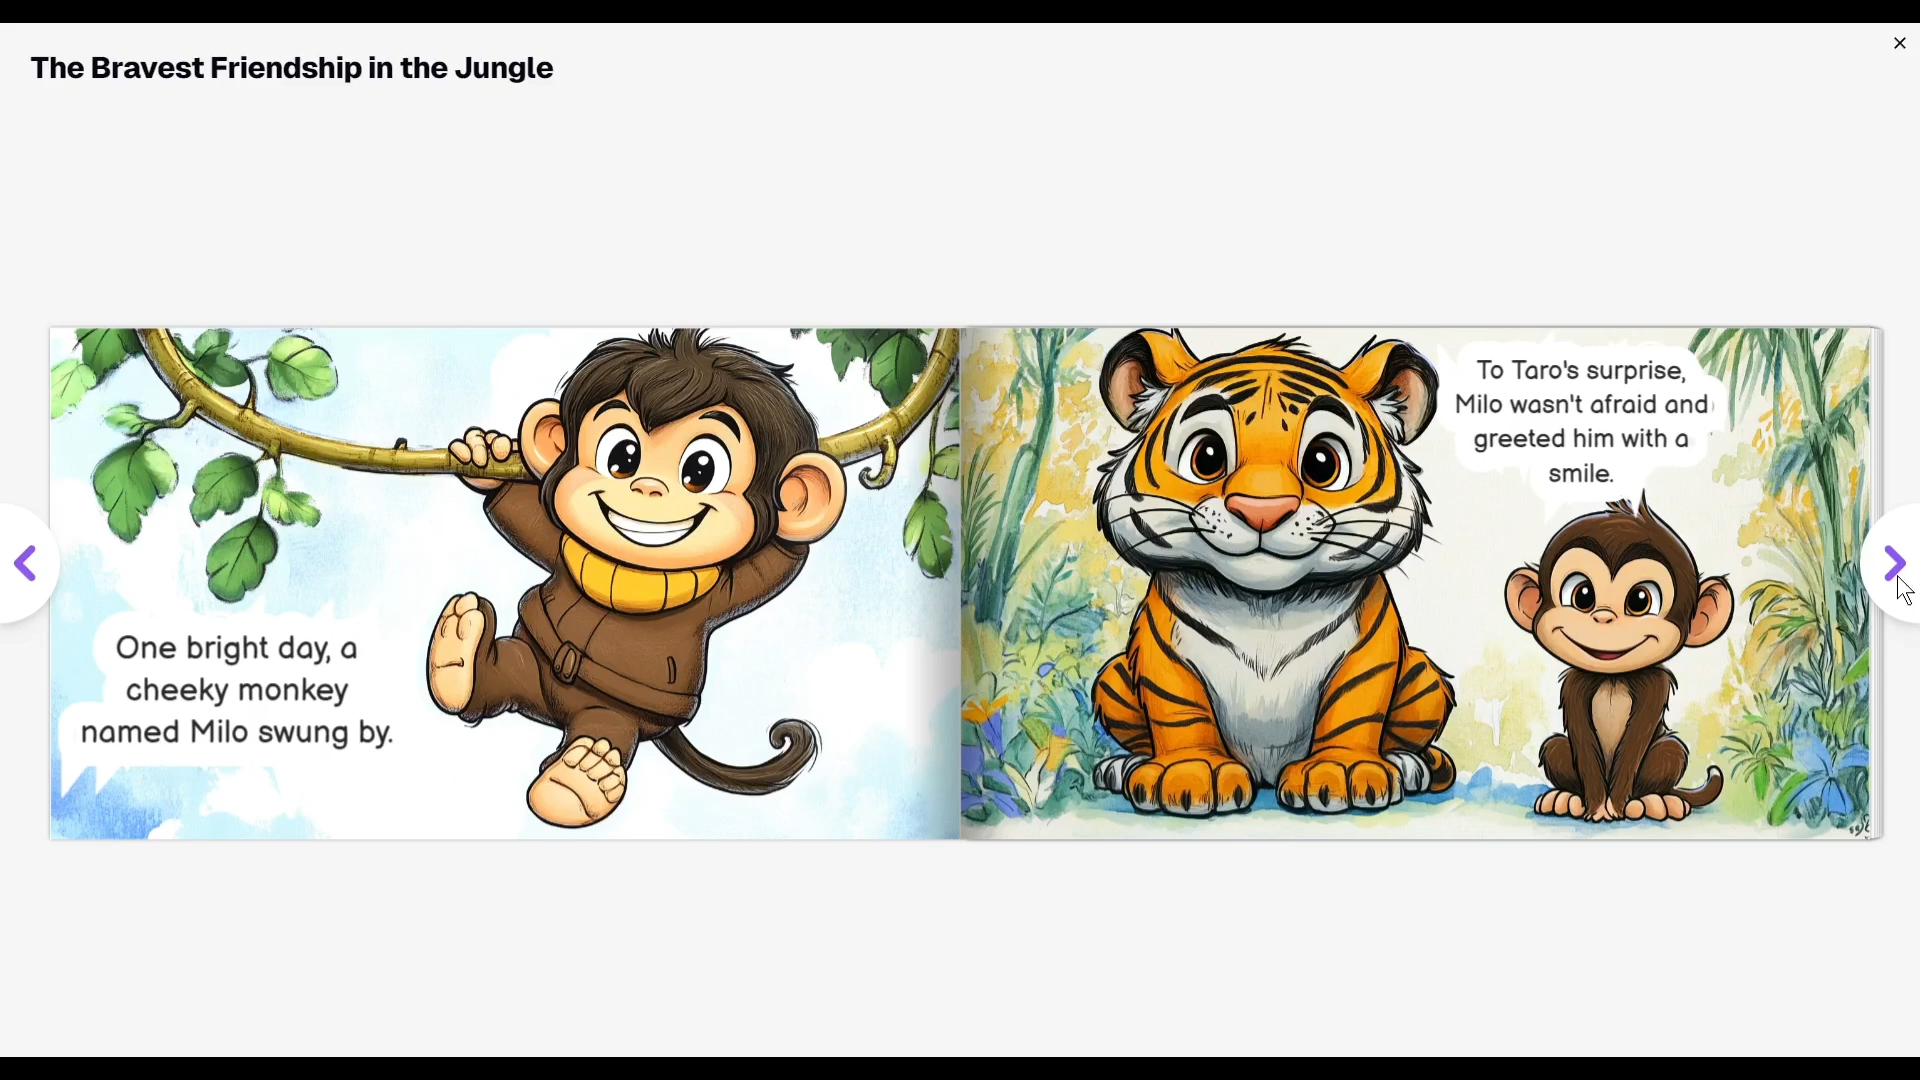 The Bravest Friendship in the Jungle
One bright day, a
cheeky monkey
named Milo swung by.
To Taro's surprise,
Milo wasn't afraid and
greeted him with a
smile.